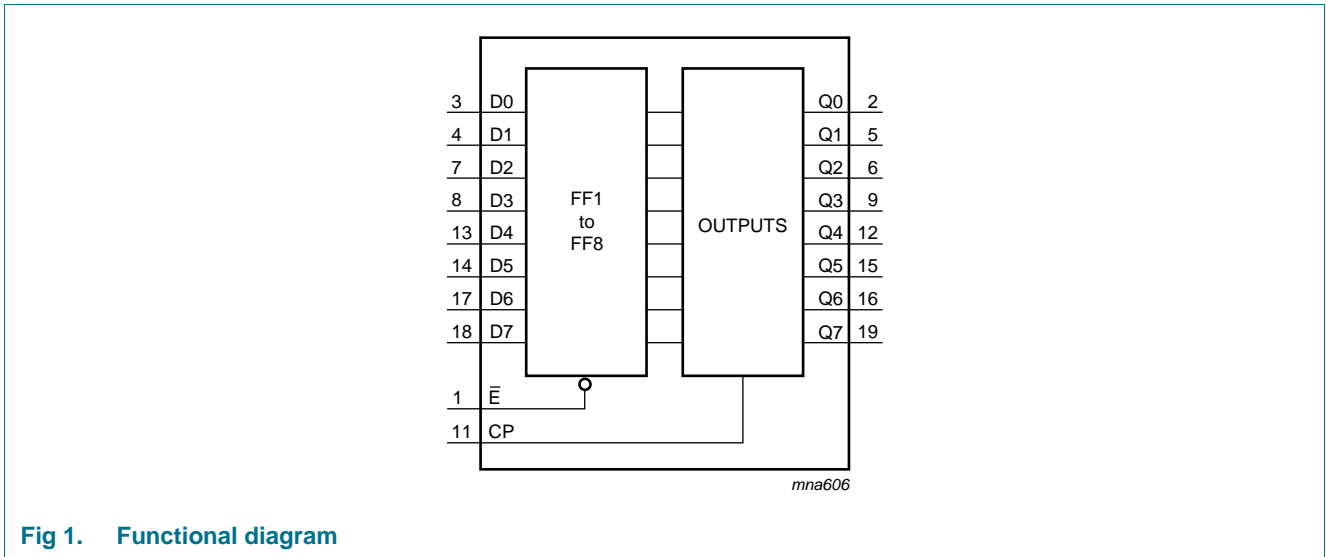 3 D0 Q0 2
4 D1 Q1 5
7 D2 Q2 6
8 D3 FF1 Q3 9
to
OUTPUTS
13 D4 FF8 Q4 12
14 D5 Q5 15
17 D6 Q6 16
18 D7 Q7 19
1 E̅
11 CP
mna606
Fig 1. Functional diagram